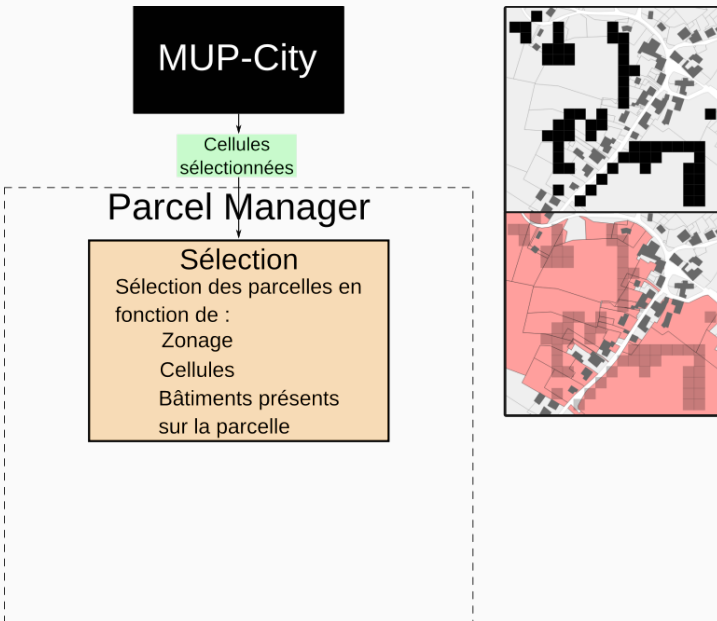 MUP-City
Cellules
sélectionnées
Parcel Manager
Sélection
Sélection des parcelles en
fonction de :
Zonage
Cellules
Bâtiments présents
sur la parcelle